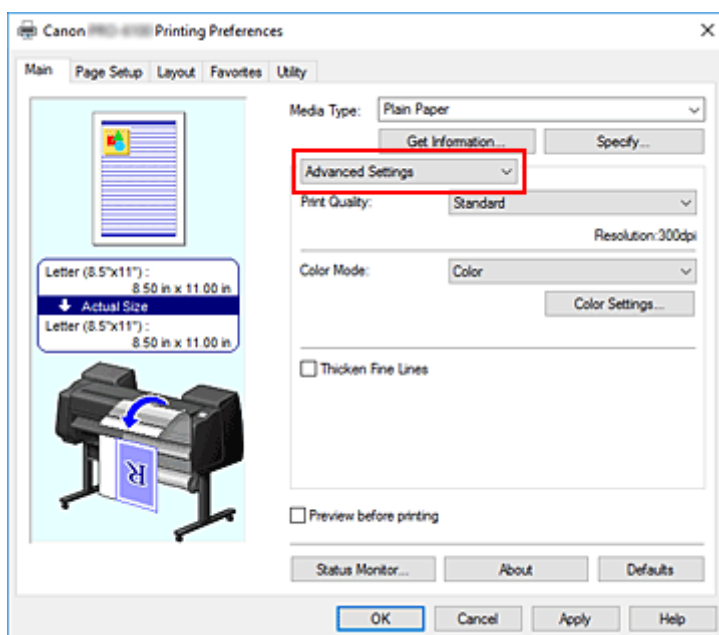 Canon Printing Preferences
Main Page Setup Layout Favorites Utility
Media Type: Plain Paper
Get Information... Specify...
Advanced Settings
Print Quality: Standard
Resolution:300dpi
Letter (8.5"x11") :
8.50 in x 11.00 in
Actual Size
Letter (8.5"x11") :
8.50 in x 11.00 in
Color Mode: Color
Color Settings...
Thicken Fine Lines
R
Preview before printing
Status Monitor... About Defaults
OK Cancel Apply Help